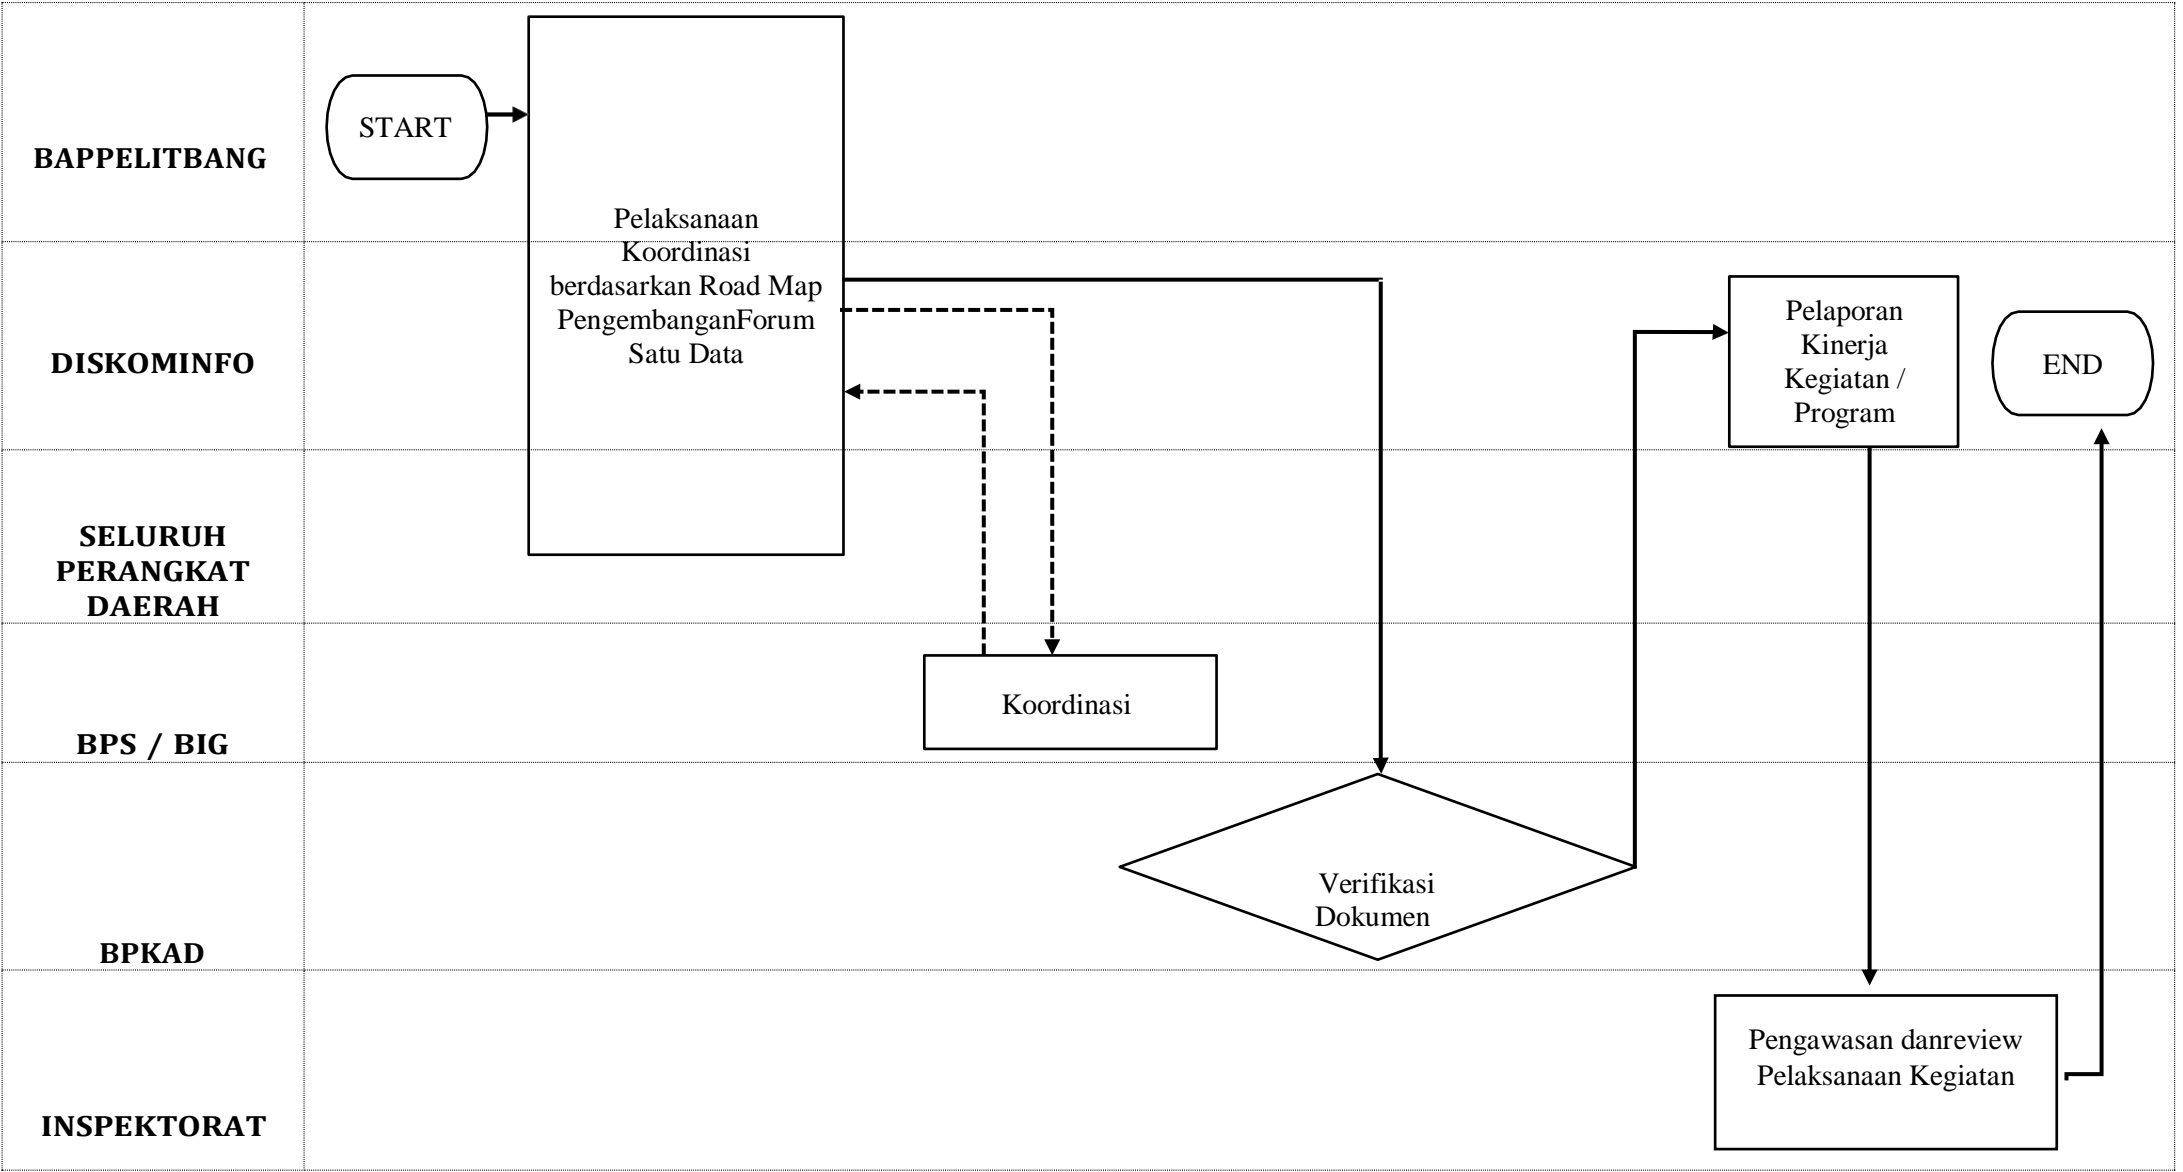 BAPPELITBANG
START
Pelaksanaan
Koordinasi
berdasarkan Road Map
PengembanganForum
Satu Data
DISKOMINFO
Pelaporan
Kinerja
Kegiatan /
Program
END
SELURUH
PERANGKAT
DAERAH
BPS / BIG
Koordinasi
BPKAD
Verifikasi
Dokumen
INSPEKTORAT
Pengawasan danreview
Pelaksanaan Kegiatan